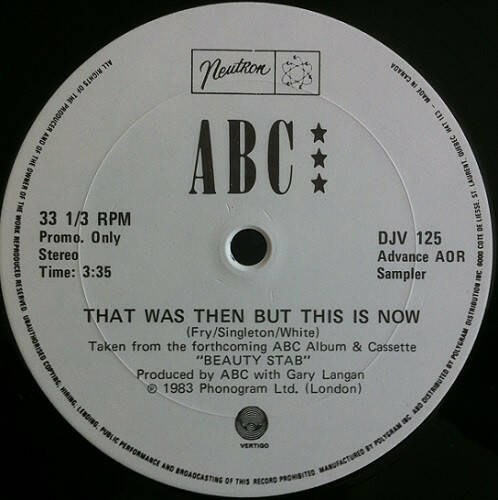 Neutron
ABC
33 1/3 RPM
Promo. Only
Stereo
Time: 3:35
DJV 125
Advance AOR
Sampler
THAT WAS THEN BUT THIS IS NOW
(Fry/Singleton/White)
Taken from the forthcoming ABC Album & Cassette
"BEAUTY STAB"
Produced by ABC with Gary Langan
℗ 1983 Phonogram Ltd. (London)
VERTIGO
ALL RIGHTS OF THE PRODUCER AND OF THE OWNER OF THE WORK REPRODUCED RESERVED. UNAUTHORISED COPYING, HIRING, LENDING, PUBLIC PERFORMANCE AND BROADCASTING OF THIS RECORD PROHIBITED. MANUFACTURED BY POLYGRAM INC. AND DISTRIBUTED BY POLYGRAM DISTRIBUTION INC. 6000 COTE DE LIESSE, ST. LAURENT, QUEBEC H4T 1E3 - MADE IN CANADA